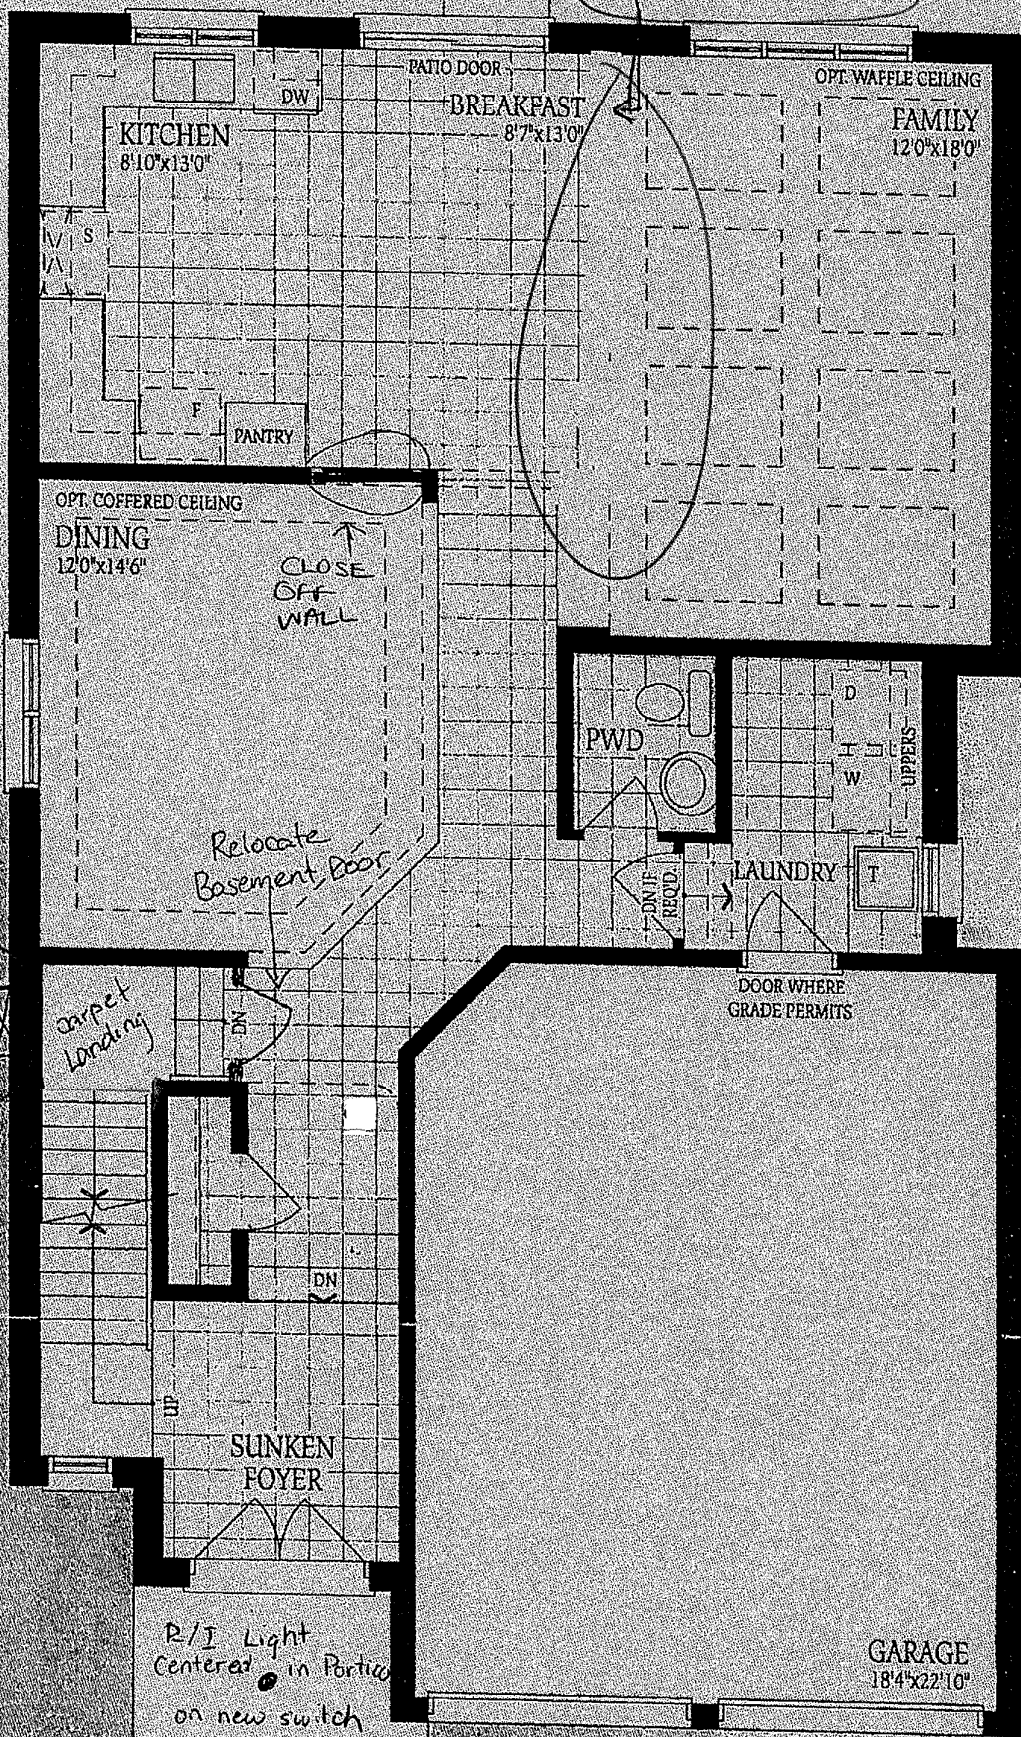 PATIO DOOR
OPT. WAFFLE CEILING
DW
BREAKFAST
8'7"x13'0"
FAMILY
12'0"x18'0"
KITCHEN
8'10"x13'0"
S
F
PANTRY
OPT. COFFERED CEILING
DINING
12'0"x14'6"
CLOSE
OFF
WALL
PWD
D
W
UPPERS
Relocate
Basement Door
LAUNDRY
T
DN IF
REQ'D.
DOOR WHERE
GRADE PERMITS
carpet
Landing
DN
DN
UP
SUNKEN
FOYER
R/I Light
Centered in Portico
on new switch
GARAGE
18'4"x22'10"